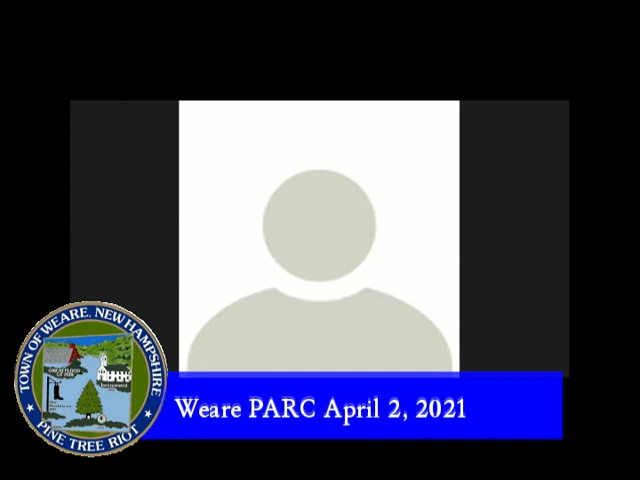 TOWN OF WEARE, NEW HAMPSHIRE
PINE TREE RIOT
Weare PARC April 2, 2021